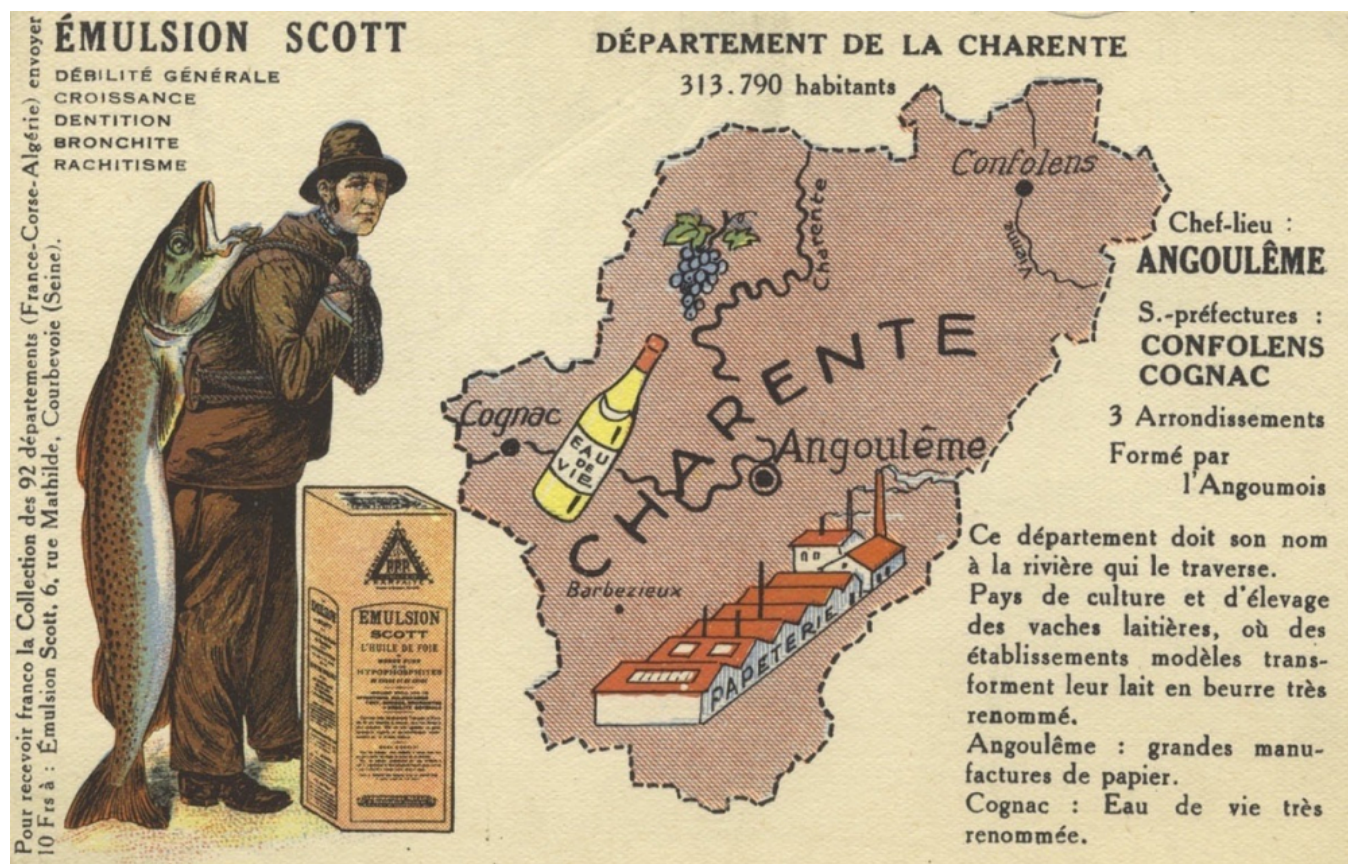 Pour recevoir franco la Collection des 92 départements (France-Corse-Algérie) envoyer
10 Frs à : Émulsion Scott, 6, rue Mathilde, Courbevoie (Seine).
ÉMULSION SCOTT
DÉBILITÉ GÉNÉRALE
CROISSANCE
DENTITION
BRONCHITE
RACHITISME
EMULSION
SCOTT
L'HUILE DE FOIE
HYPOPHOSPHITES
DÉPARTEMENT DE LA CHARENTE
313.790 habitants
Confolens
Charente
Vienne
CHARENTE
Cognac
EAU
DE
VIE
Angoulême
Barbezieux
PAPETERIE
Chef-lieu :
ANGOULÊME
S.-préfectures :
CONFOLENS
COGNAC
3 Arrondissements
Formé par
l'Angoumois
Ce département doit son nom
à la rivière qui le traverse.
Pays de culture et d'élevage
des vaches laitières, où des
établissements modèles trans-
forment leur lait en beurre très
renommé.
Angoulême : grandes manu-
factures de papier.
Cognac : Eau de vie très
renommée.